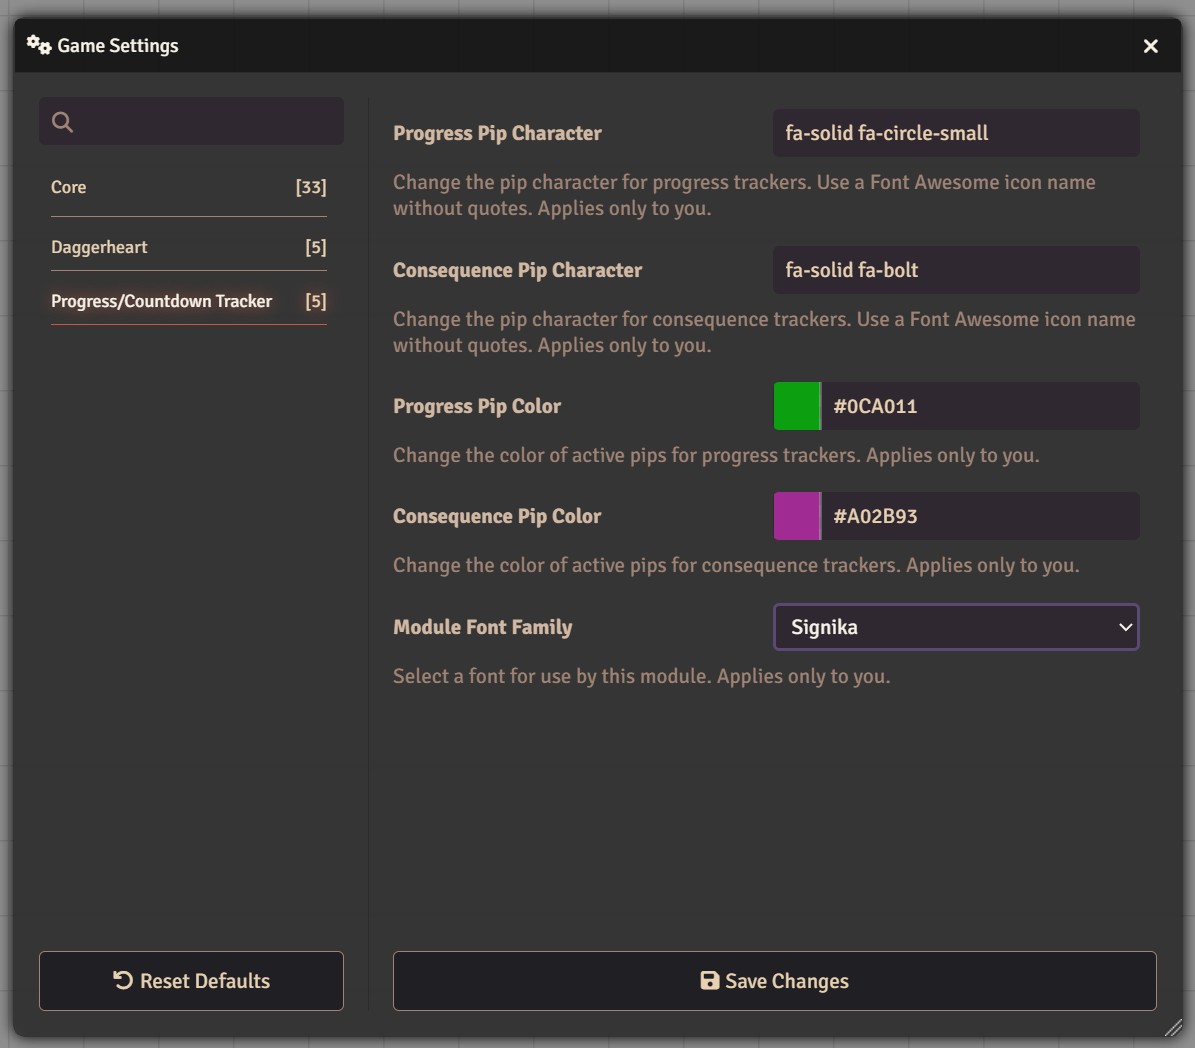 Game Settings
Core [33]
Daggerheart [5]
Progress/Countdown Tracker [5]
Progress Pip Character fa-solid fa-circle-small
Change the pip character for progress trackers. Use a Font Awesome icon name
without quotes. Applies only to you.
Consequence Pip Character fa-solid fa-bolt
Change the pip character for consequence trackers. Use a Font Awesome icon name
without quotes. Applies only to you.
Progress Pip Color #0CA011
Change the color of active pips for progress trackers. Applies only to you.
Consequence Pip Color #A02B93
Change the color of active pips for consequence trackers. Applies only to you.
Module Font Family Signika
Select a font for use by this module. Applies only to you.
Reset Defaults
Save Changes